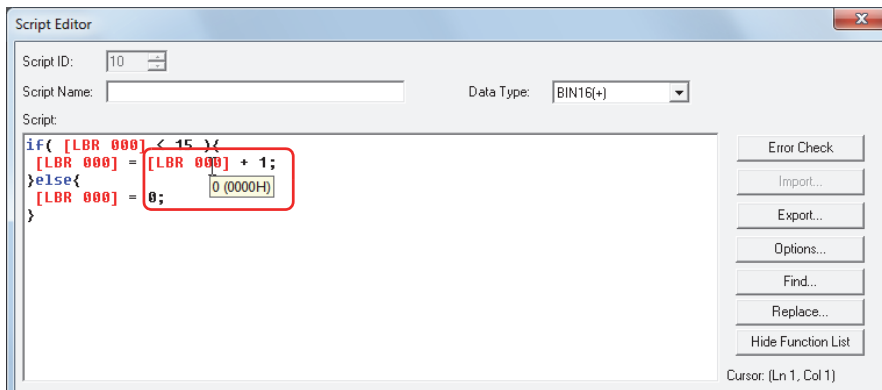 Script Editor
x
Script ID: 10
Script Name: Data Type: BIN16(+)
Script:
if( [LBR 000] < 15 ){
[LBR 000] = [LBR 000] + 1;
}else{
0 (0000H)
[LBR 000] = 0;
}
Error Check
Import...
Export...
Options...
Find...
Replace...
Hide Function List
Cursor: (Ln 1, Col 1)